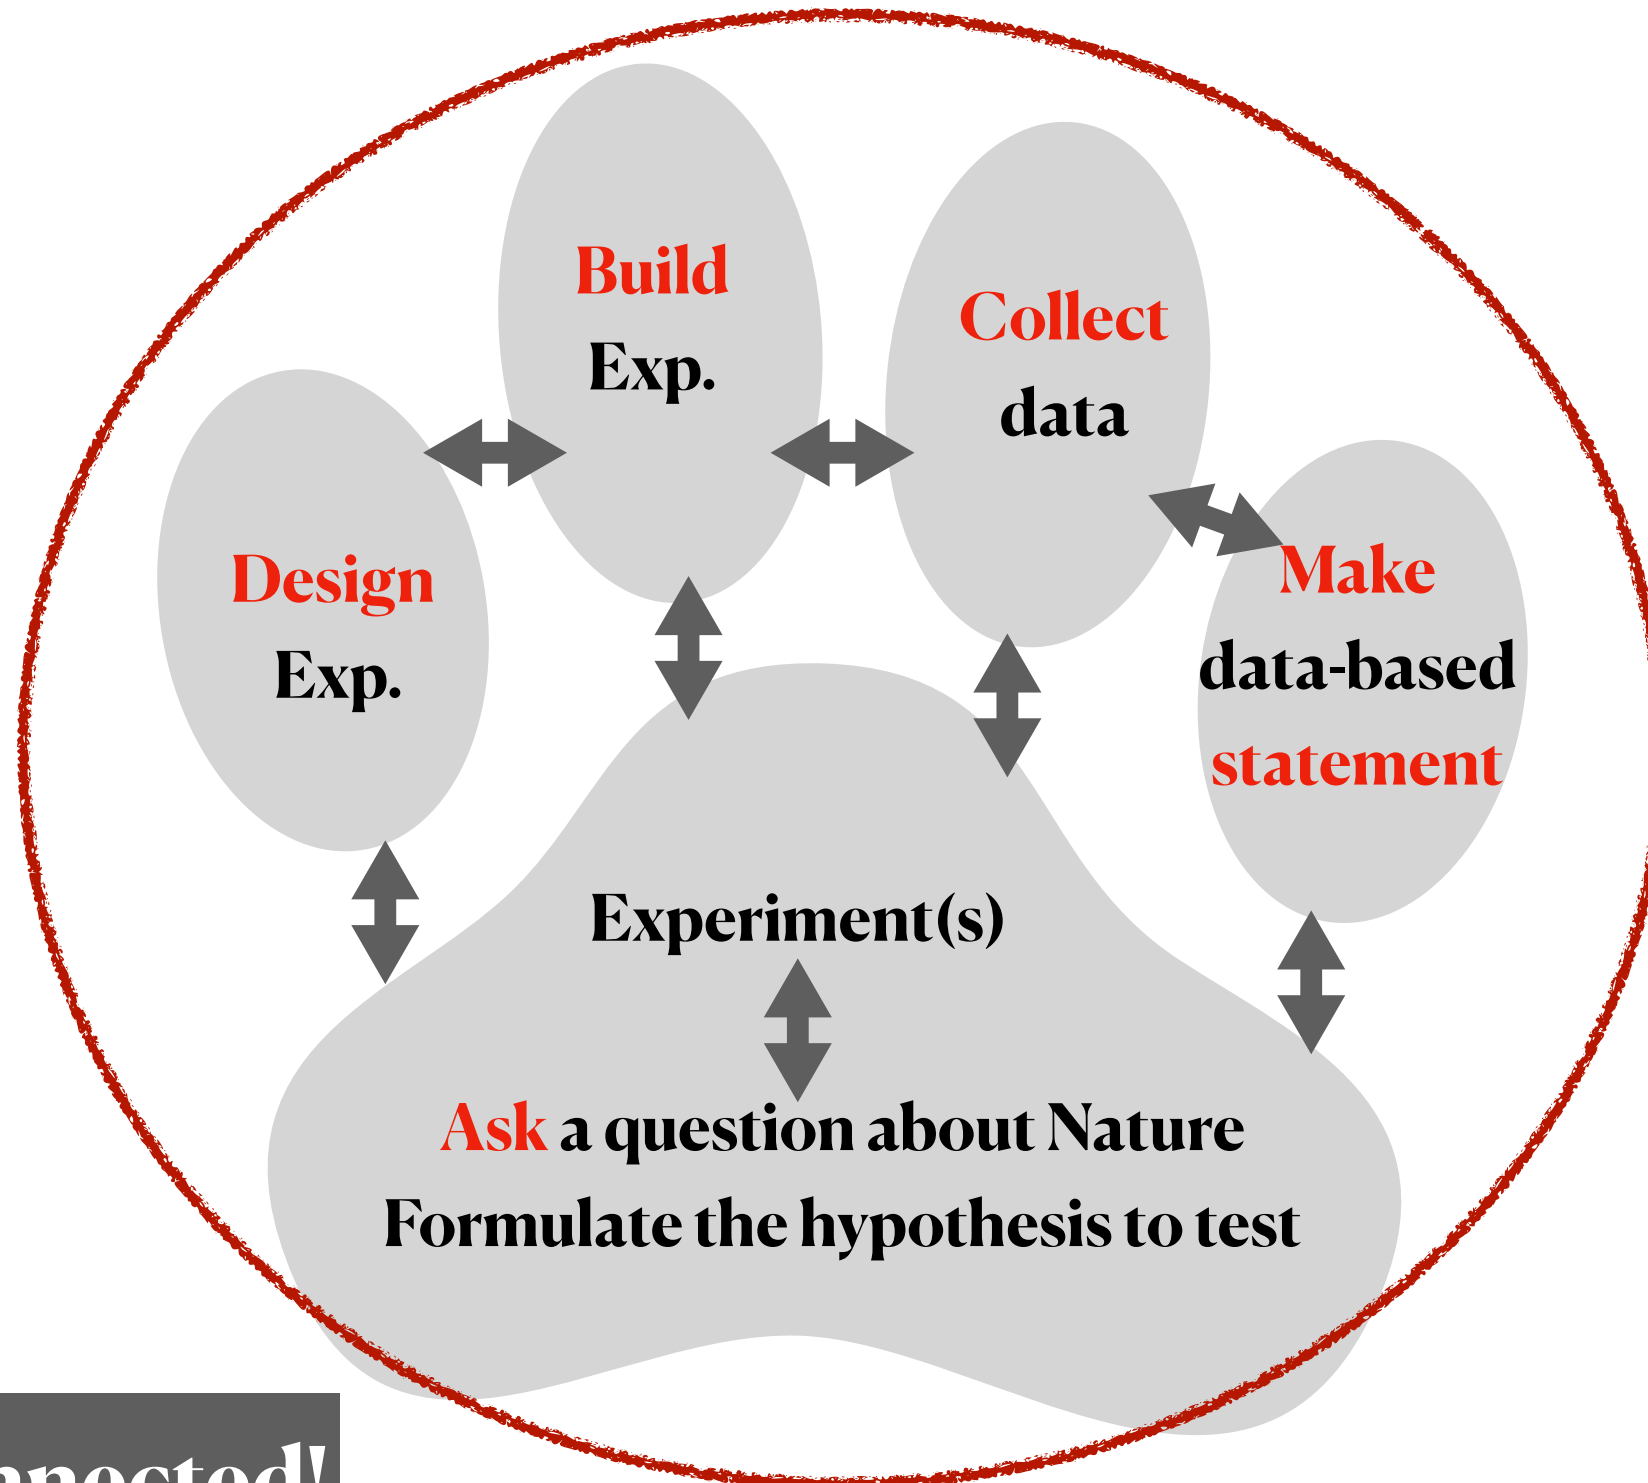 Build
Exp.
Collect
data
Design
Exp.
Make
data-based
statement
Experiment(s)
Ask a question about Nature
Formulate the hypothesis to test